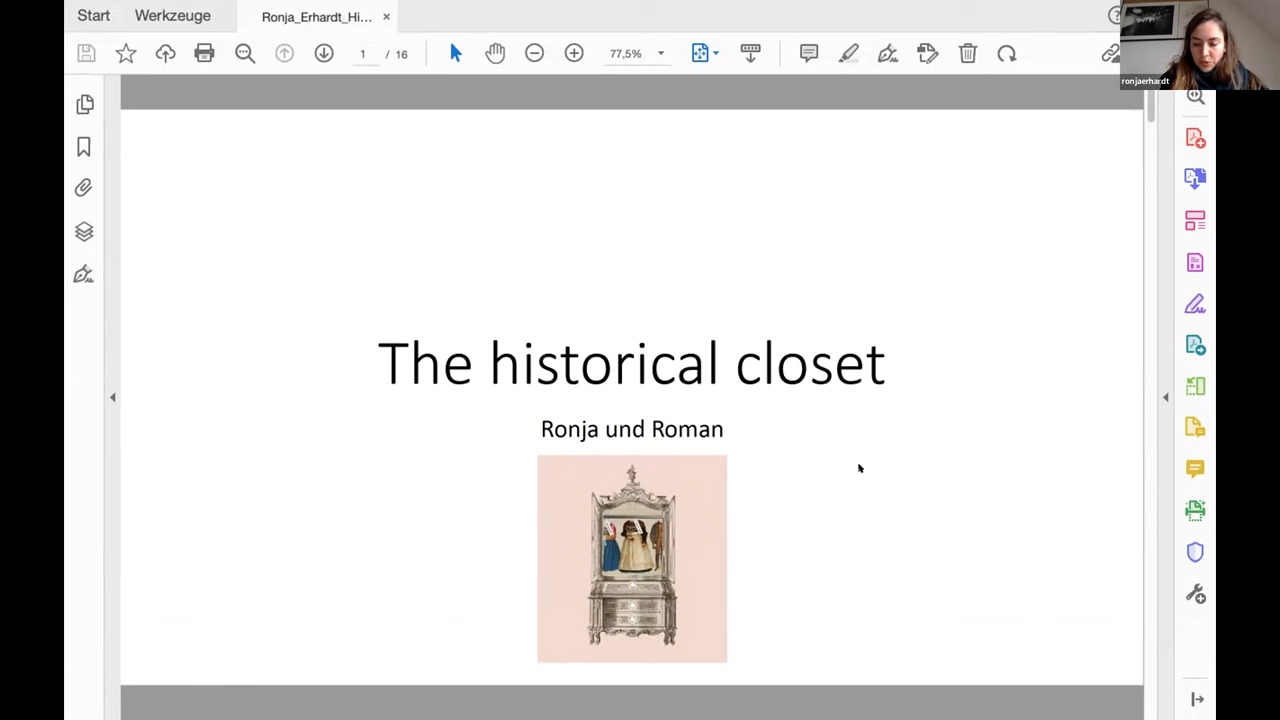 Start
Werkzeuge
Ronja_Erhardt_Hi...
1
/ 16
77,5%
ronjaerhardt
The historical closet
Ronja und Roman